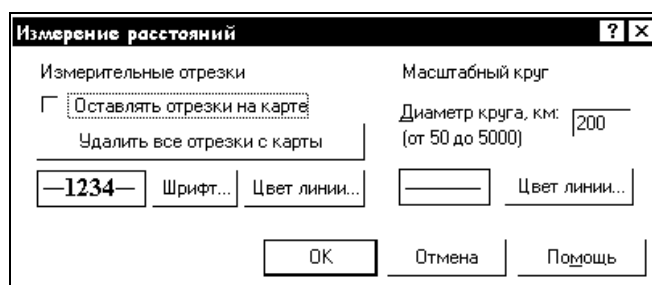 Измерение расстояний
Измерительные отрезки
Оставлять отрезки на карте
Удалить все отрезки с карты
—1234—
Шрифт...
Цвет линии...
Масштабный круг
Диаметр круга, км:
(от 50 до 5000)
200
Цвет линии...
OK
Отмена
Помощь